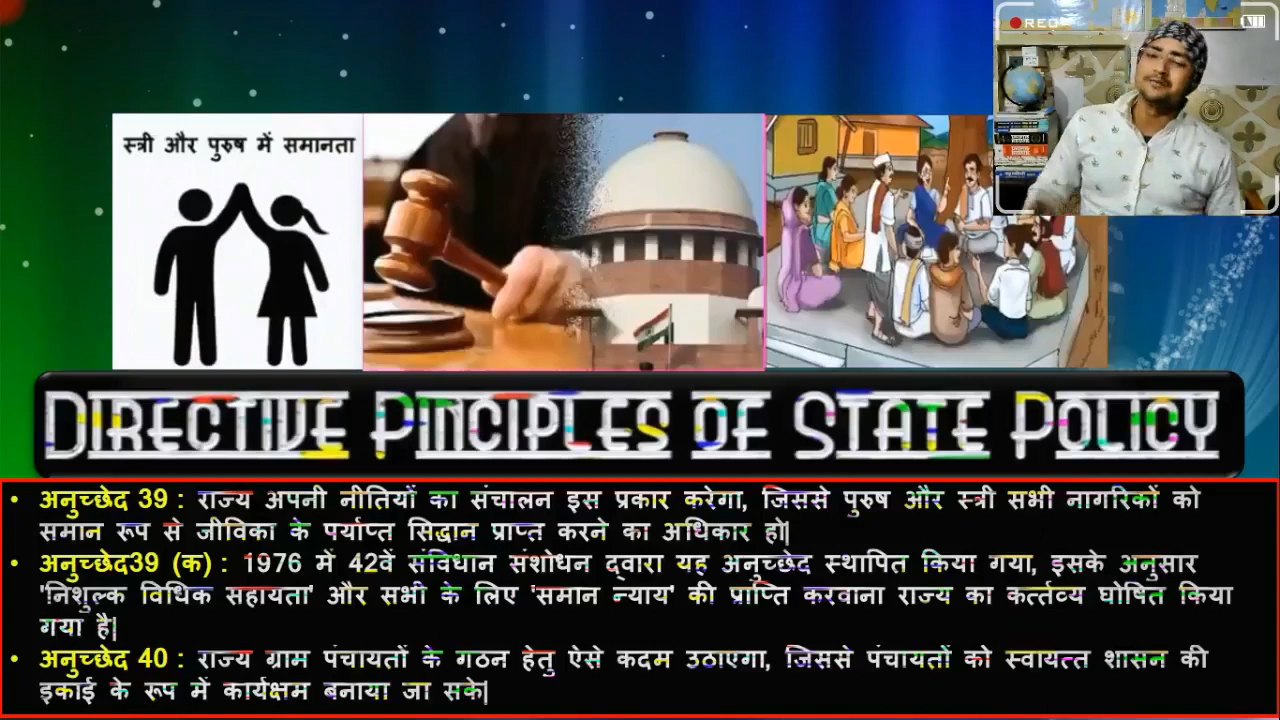 REC
स्त्री और पुरुष में समानता
DIRECTIVE PINCIPLES OF STATE POLICY
• अनुच्छेद 39 : राज्य अपनी नीतियों का संचालन इस प्रकार करेगा, जिससे पुरुष और स्त्री सभी नागरिकों को
समान रूप से जीविका के पर्याप्त सिद्धान प्राप्त करने का अधिकार हो|
• अनुच्छेद39 (क) : 1976 में 42वें संविधान संशोधन द्वारा यह अनुच्छेद स्थापित किया गया, इसके अनुसार
'निशुल्क विधिक सहायता' और सभी के लिए 'समान न्याय' की प्राप्ति करवाना राज्य का कर्त्तव्य घोषित किया
गया है|
• अनुच्छेद 40 : राज्य ग्राम पंचायतों के गठन हेतु ऐसे कदम उठाएगा, जिससे पंचायतों को स्वायत्त शासन की
इकाई के रूप में कार्यक्षम बनाया जा सके|